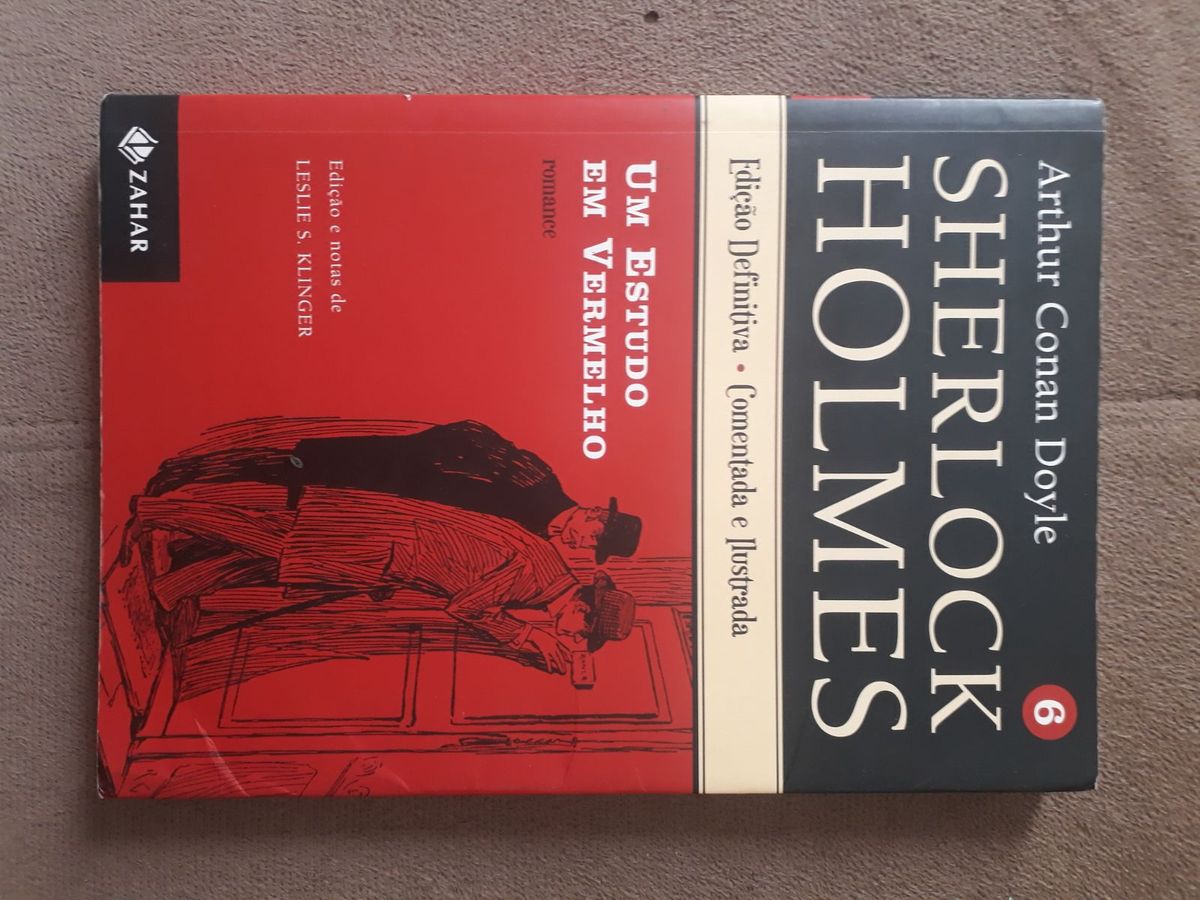 Arthur Conan Doyle
6
SHERLOCK
HOLMES
Edição Definitiva • Comentada e Ilustrada
UM ESTUDO
EM VERMELHO
romance
Edição e notas de
LESLIE S. KLINGER
ZAHAR